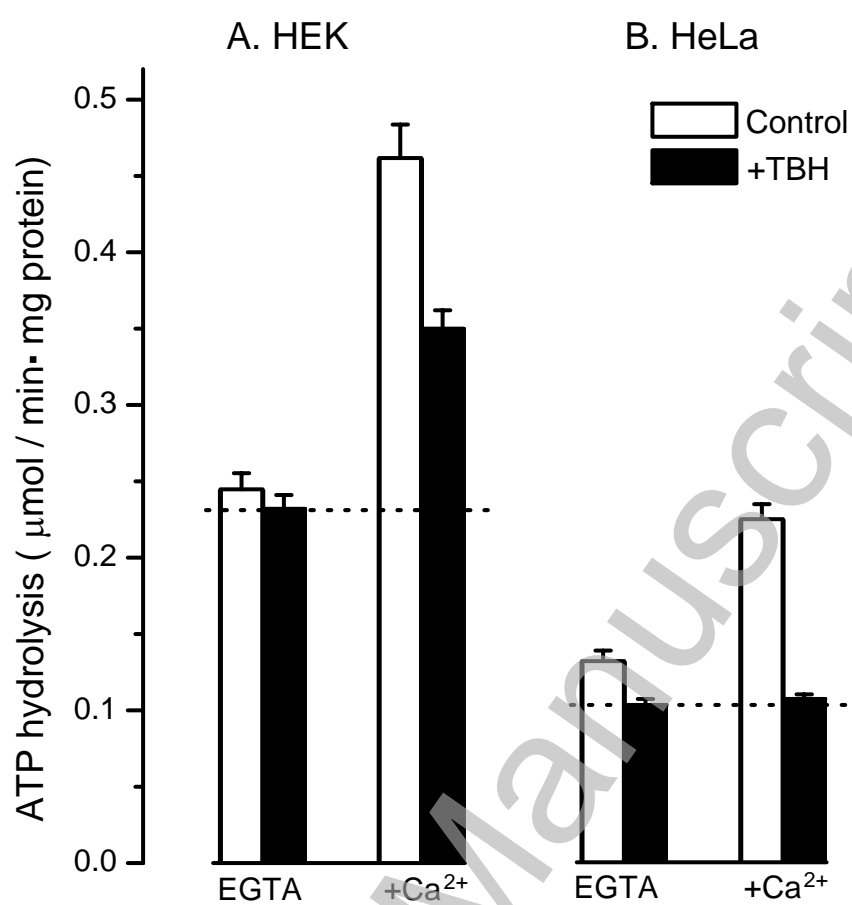 A. HEK
B. HeLa
Control
+TBH
ATP hydrolysis ( μmol / min· mg protein)
0.5
0.4
0.3
0.2
0.1
0.0
EGTA
+Ca²⁺
EGTA
+Ca²⁺
Manuscrip